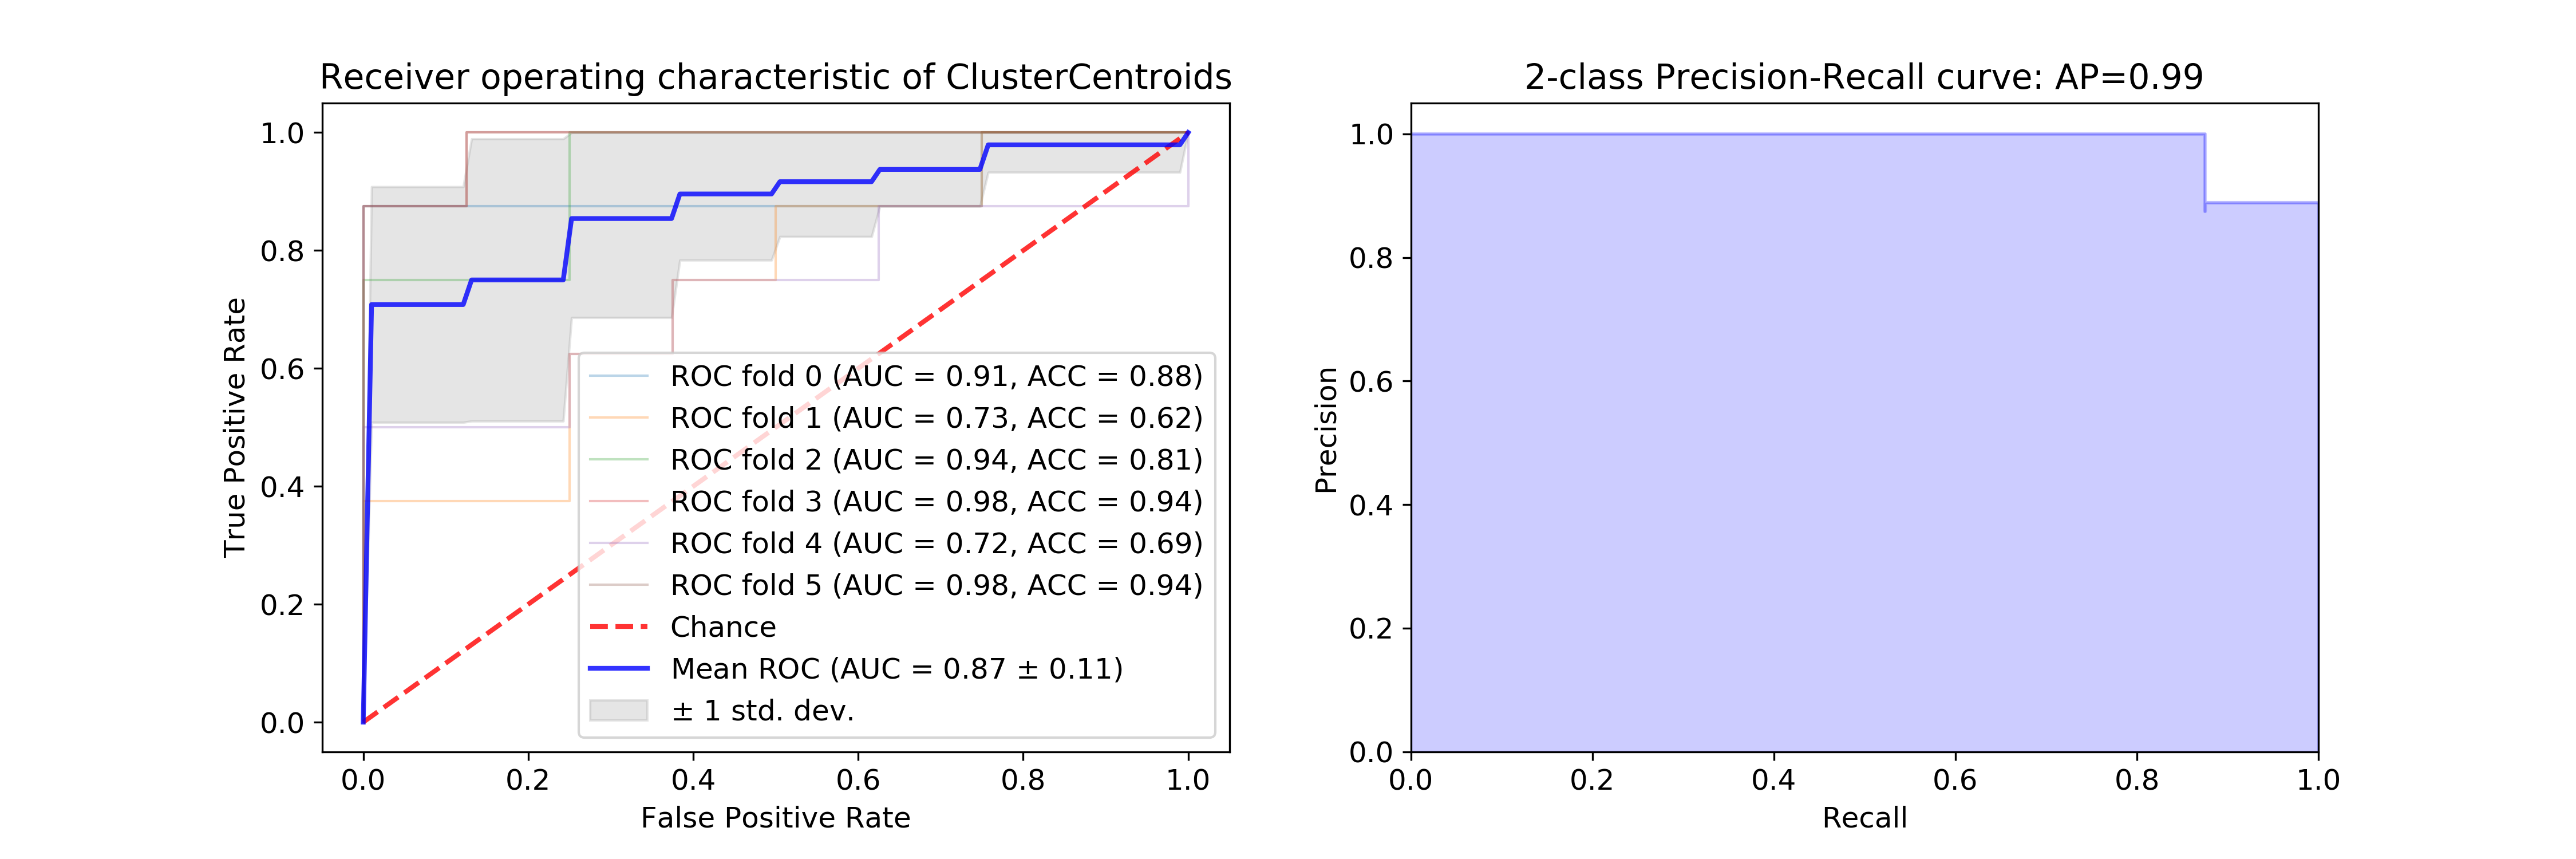 Receiver operating characteristic of ClusterCentroids
True Positive Rate
1.0
0.8
0.6
0.4
0.2
0.0
ROC fold 0 (AUC = 0.91, ACC = 0.88)
ROC fold 1 (AUC = 0.73, ACC = 0.62)
ROC fold 2 (AUC = 0.94, ACC = 0.81)
ROC fold 3 (AUC = 0.98, ACC = 0.94)
ROC fold 4 (AUC = 0.72, ACC = 0.69)
ROC fold 5 (AUC = 0.98, ACC = 0.94)
Chance
Mean ROC (AUC = 0.87 ± 0.11)
± 1 std. dev.
0.0 0.2 0.4 0.6 0.8 1.0
False Positive Rate
2-class Precision-Recall curve: AP=0.99
Precision
1.0
0.8
0.6
0.4
0.2
0.0
0.0 0.2 0.4 0.6 0.8 1.0
Recall